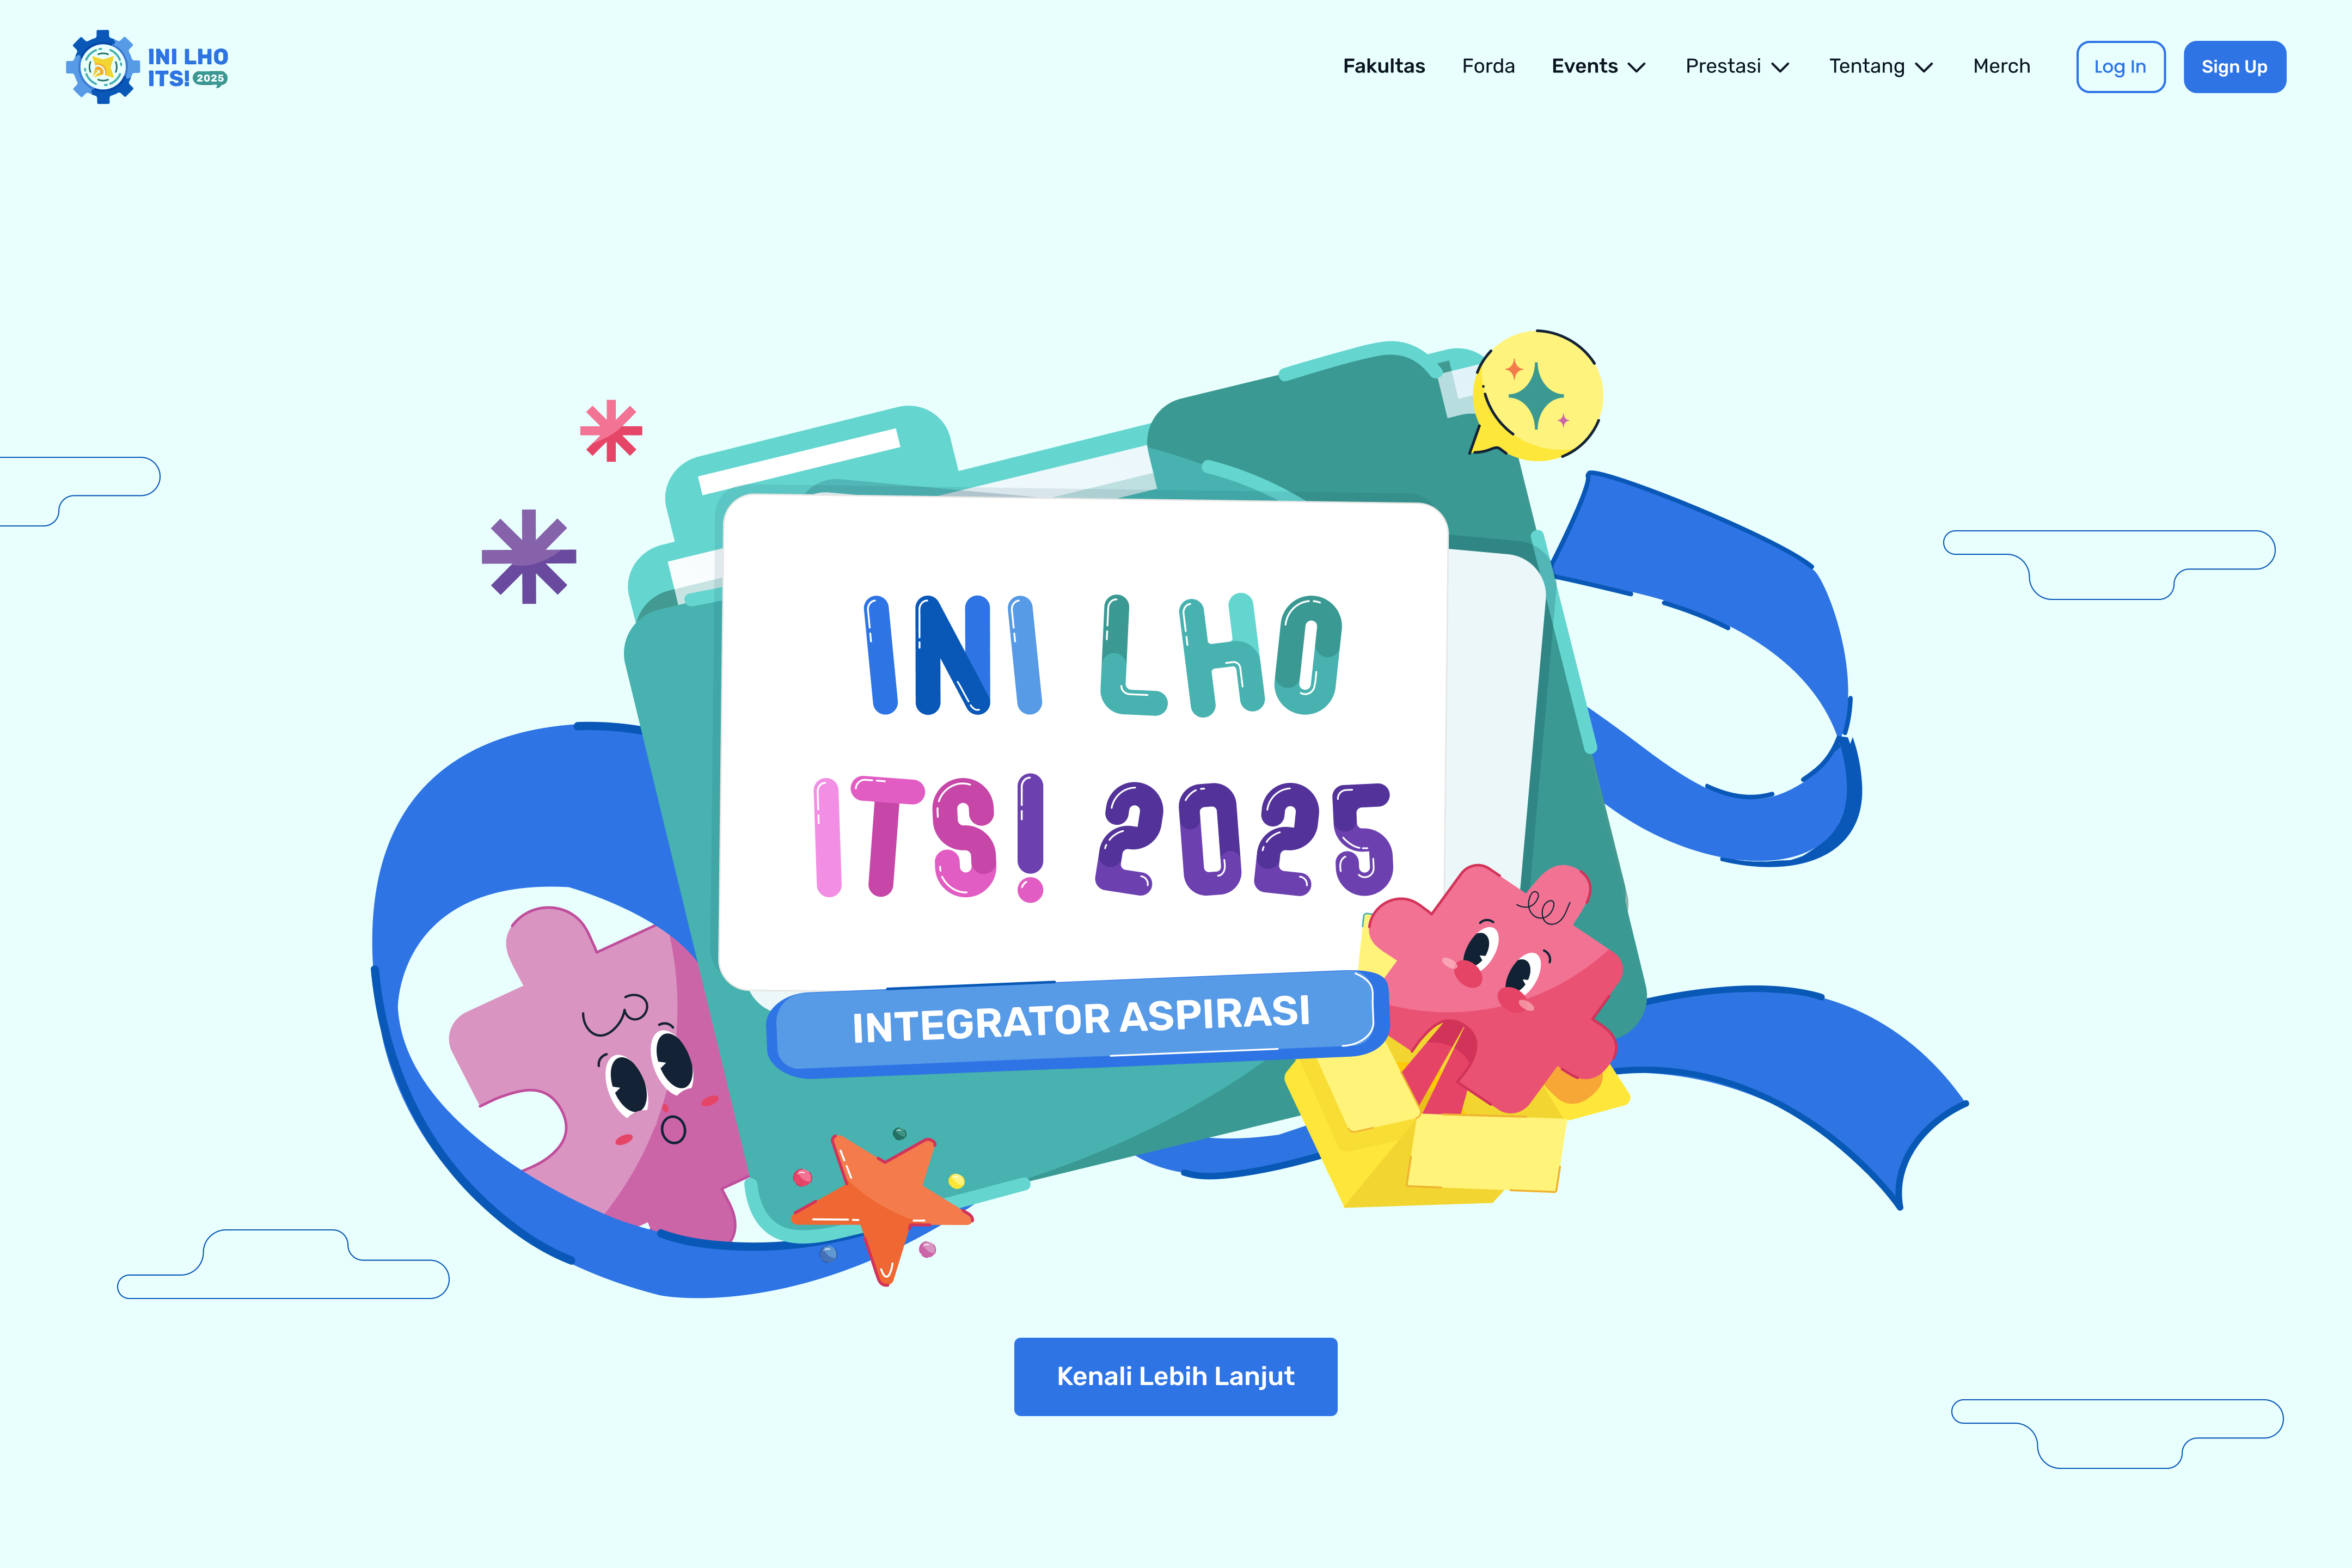 INI LHO
ITS! 2025
Fakultas Forda Events Prestasi Tentang Merch Log In Sign Up
INI LHO
ITS! 2025
INTEGRATOR ASPIRASI
Kenali Lebih Lanjut